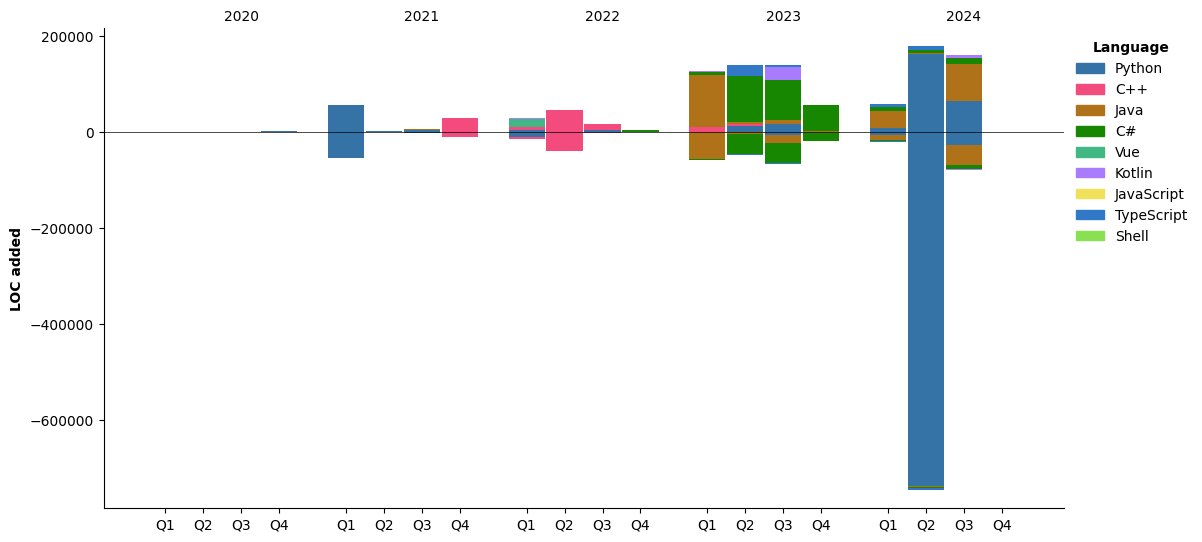 2020 2021 2022 2023 2024
200000
0
−200000
−400000
−600000
LOC added
Q1 Q2 Q3 Q4 Q1 Q2 Q3 Q4 Q1 Q2 Q3 Q4 Q1 Q2 Q3 Q4 Q1 Q2 Q3 Q4
Language
Python
C++
Java
C#
Vue
Kotlin
JavaScript
TypeScript
Shell